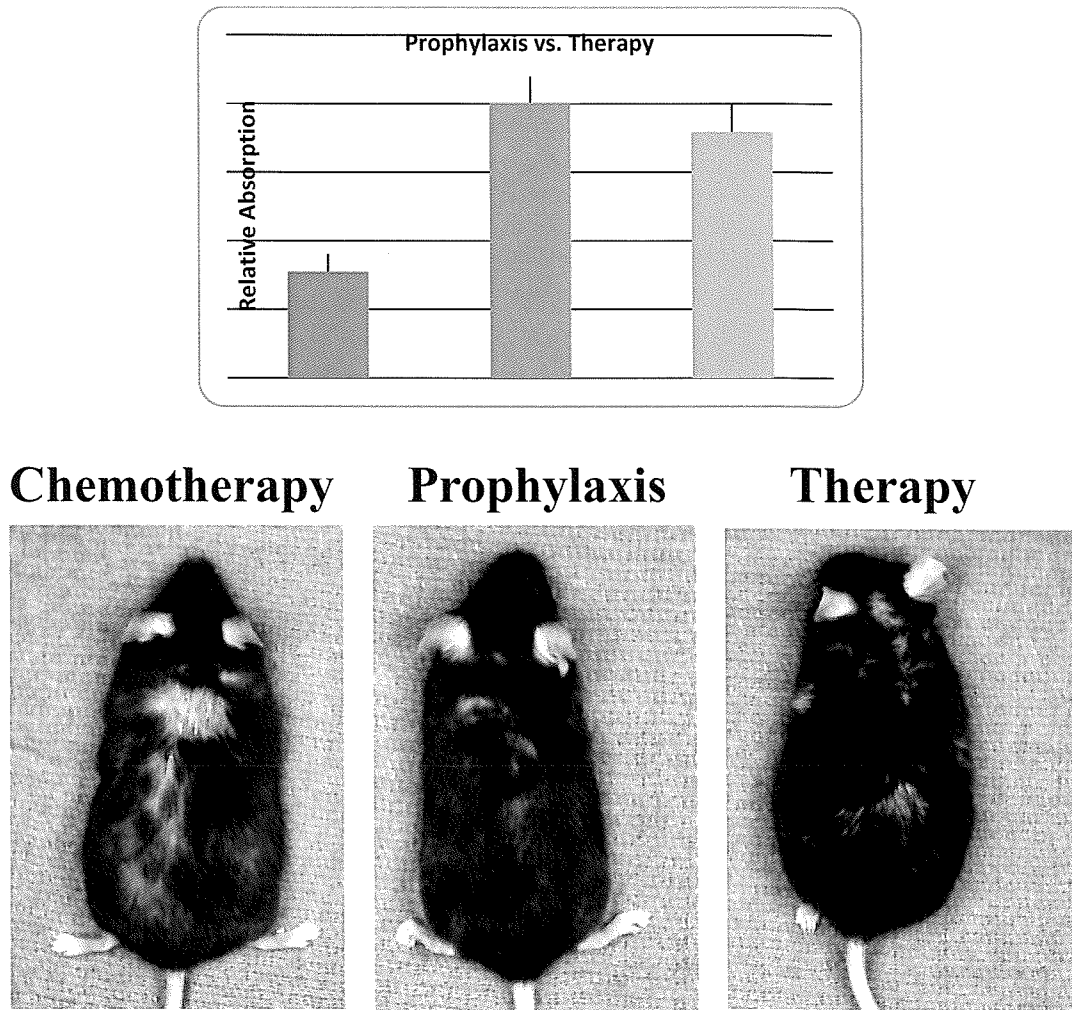 Prophylaxis vs. Therapy
Relative Absorption
Chemotherapy Prophylaxis Therapy